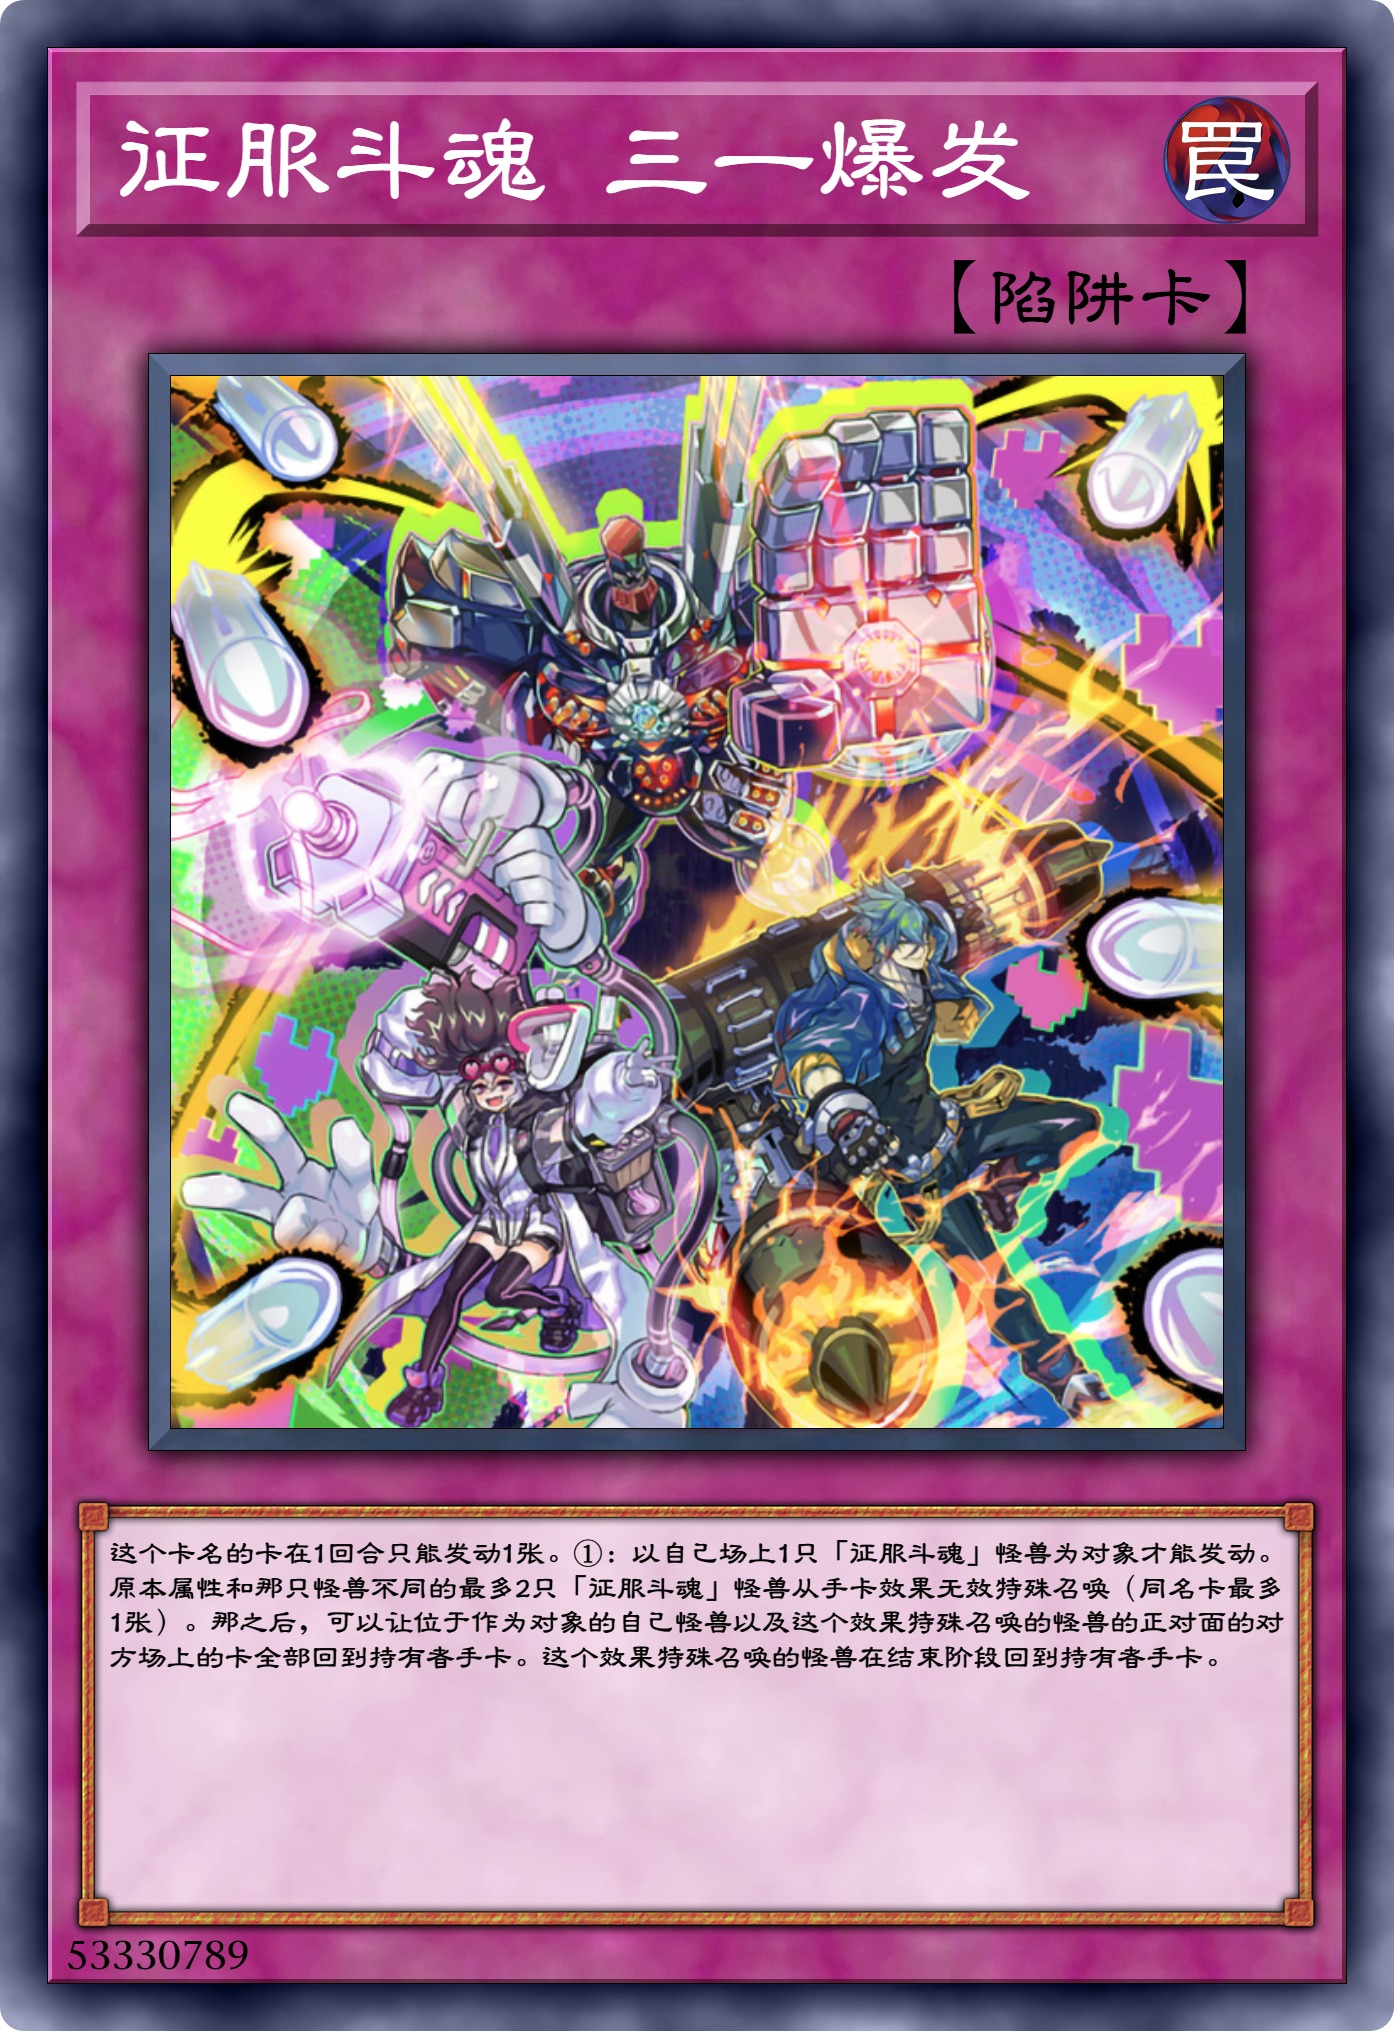 征服斗魂 三一爆发
罠
【陷阱卡】
这个卡名的卡在1回合只能发动1张。①：以自己场上1只「征服斗魂」怪兽为对象才能发动。
原本属性和那只怪兽不同的最多2只「征服斗魂」怪兽从手卡效果无效特殊召唤（同名卡最多
1张）。那之后，可以让位于作为对象的自己怪兽以及这个效果特殊召唤的怪兽的正对面的对
方场上的卡全部回到持有者手卡。这个效果特殊召唤的怪兽在结束阶段回到持有者手卡。
53330789